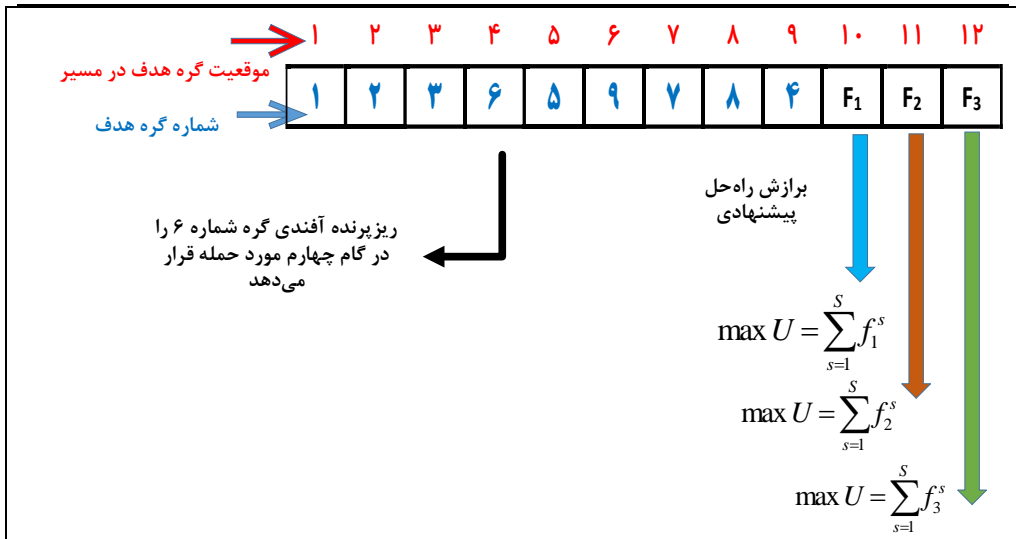 موقعیت گره هدف در مسیر
۱ ۲ ۳ ۴ ۵ ۶ ۷ ۸ ۹ ۱۰ ۱۱ ۱۲
شماره گره هدف
۱ ۲ ۳ ۶ ۵ ۹ ۷ ۸ ۴ F₁ F₂ F₃
برازش راه‌حل
پیشنهادی
ریزپرنده آفندی گره شماره ۶ را
در گام چهارم مورد حمله قرار
می‌دهد
max U = \sum_{s=1}^{S} f_1^s
max U = \sum_{s=1}^{S} f_2^s
max U = \sum_{s=1}^{S} f_3^s